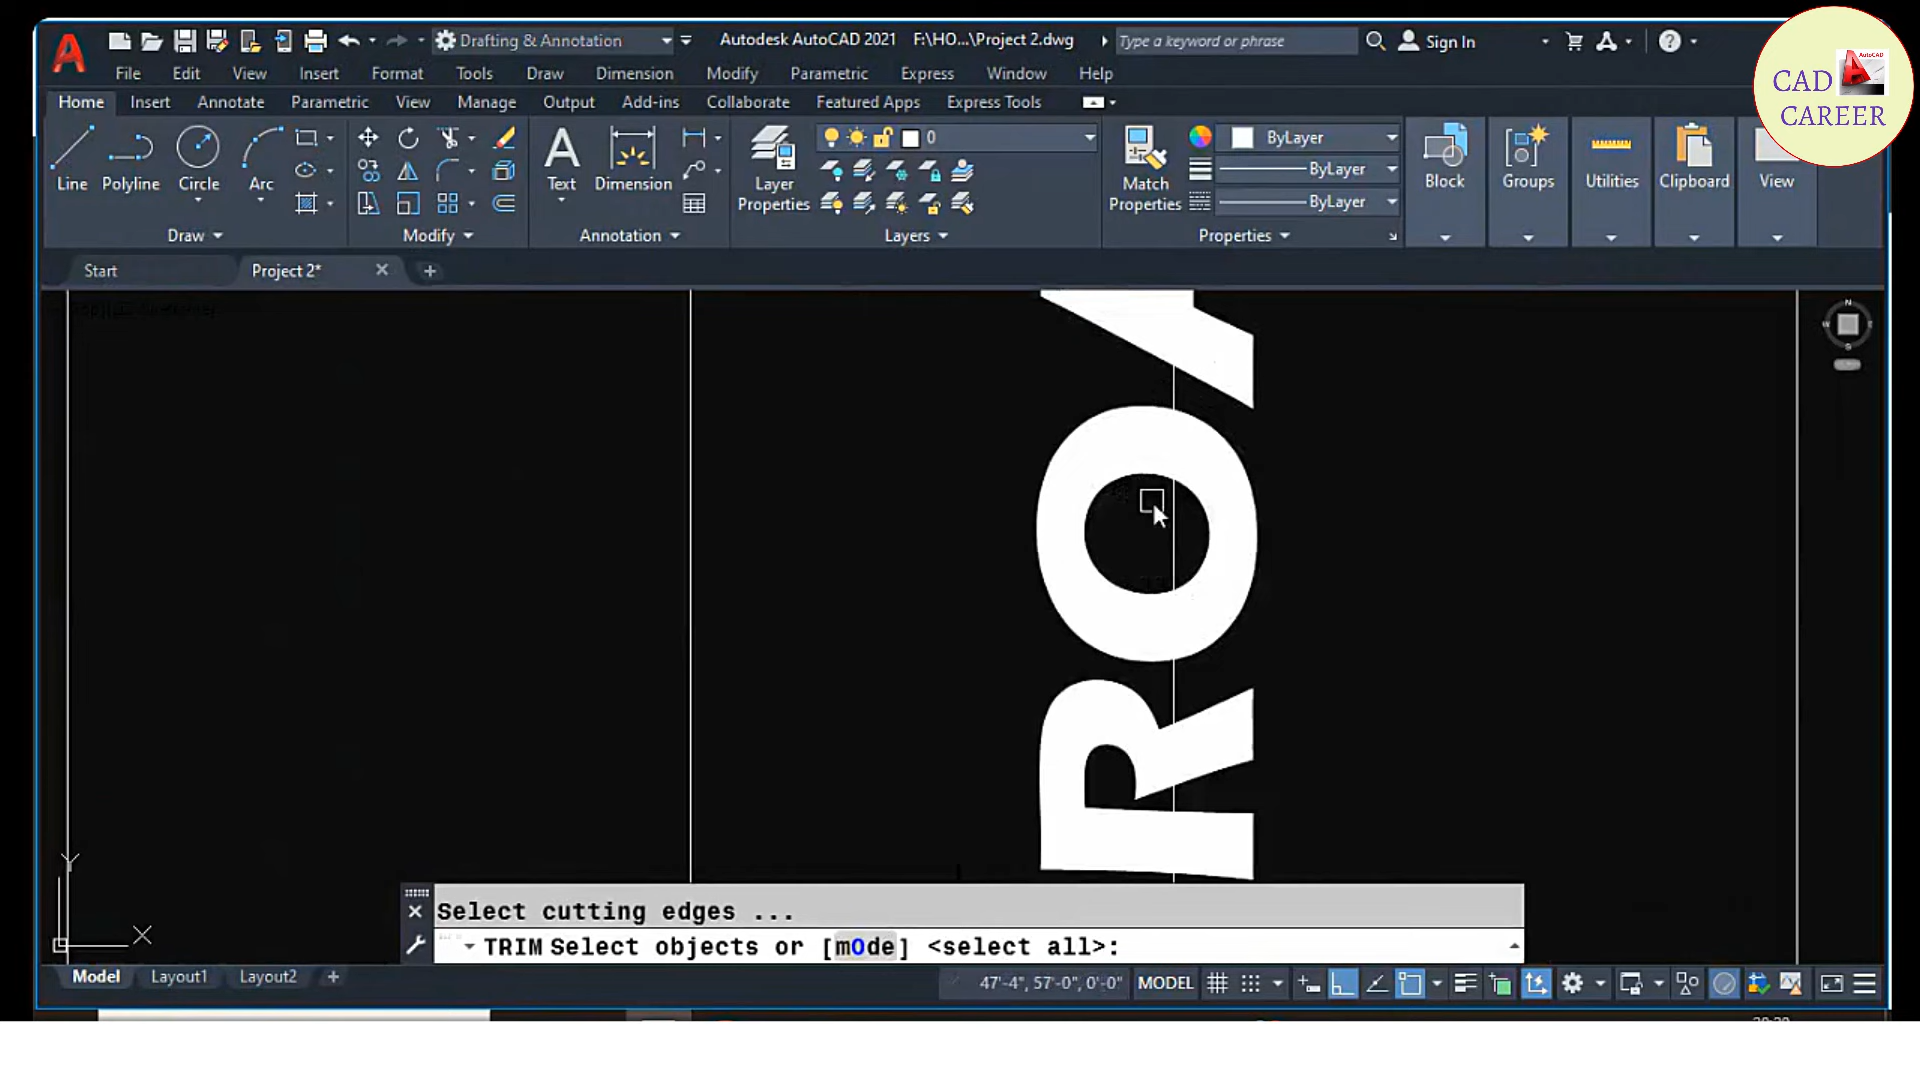 Drafting & Annotation
Autodesk AutoCAD 2021 F:\HO...\Project 2.dwg
Type a keyword or phrase
Sign In
AutoCAD
CAD
CAREER
File Edit View Insert Format Tools Draw Dimension Modify Parametric Express Window Help
Home Insert Annotate Parametric View Manage Output Add-ins Collaborate Featured Apps Express Tools
0
ByLayer
ByLayer
ByLayer
Line Polyline Circle Arc
Text Dimension
Layer
Properties
Match
Properties
Block Groups Utilities Clipboard View
Draw Modify Annotation Layers Properties
Start Project 2*
N
W
S
ROA
Y
X
Select cutting edges ...
TRIM Select objects or [mOde] <select all>:
Model Layout1 Layout2
47'-4", 57'-0", 0'-0" MODEL